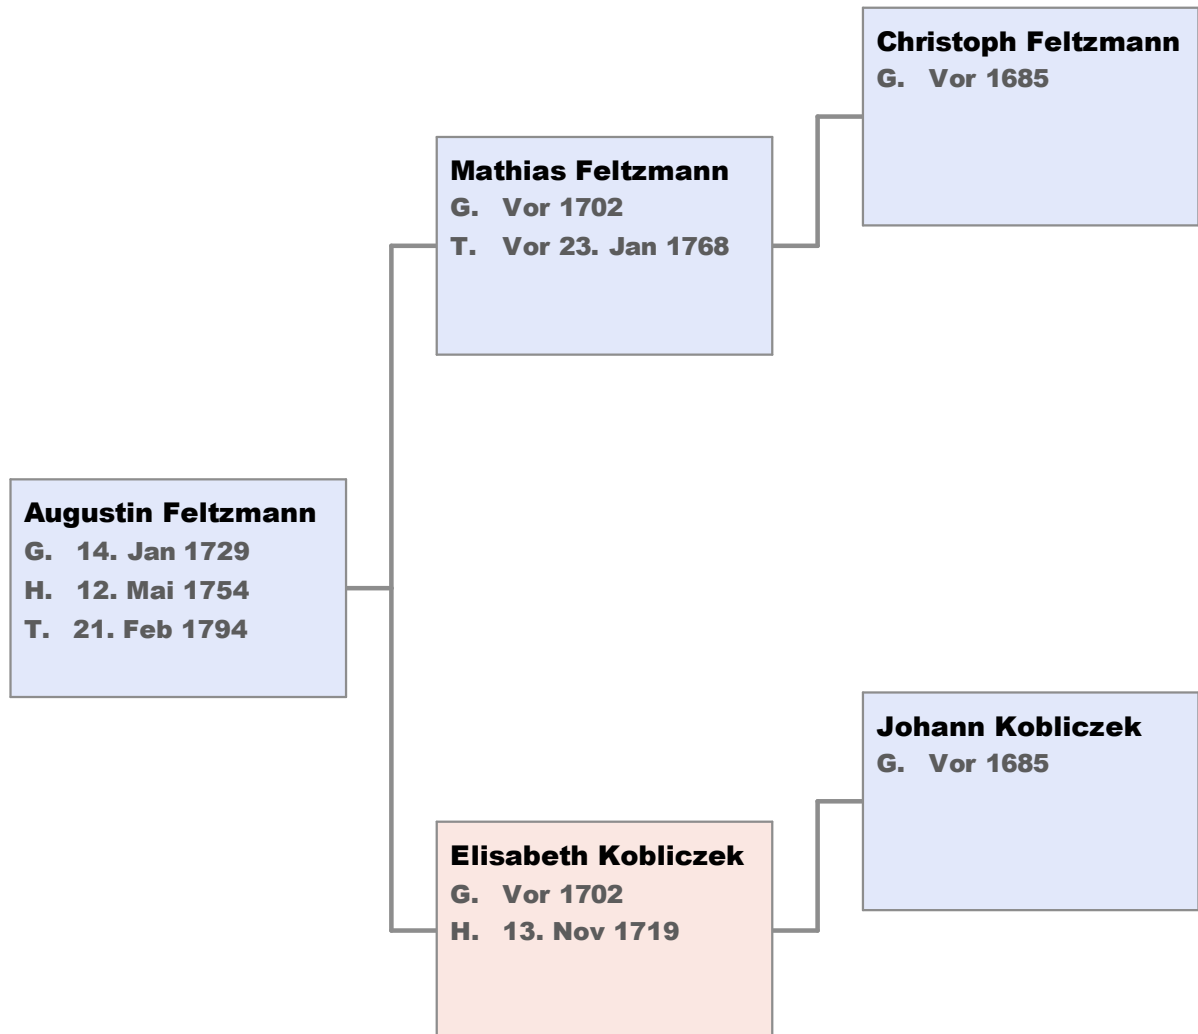 Christoph Feltzmann
G. Vor 1685
Mathias Feltzmann
G. Vor 1702
T. Vor 23. Jan 1768
Augustin Feltzmann
G. 14. Jan 1729
H. 12. Mai 1754
T. 21. Feb 1794
Johann Kobliczek
G. Vor 1685
Elisabeth Kobliczek
G. Vor 1702
H. 13. Nov 1719